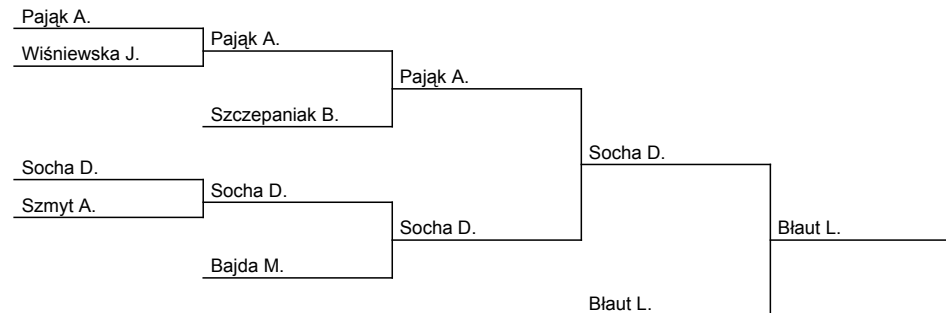 Pająk A.
Wiśniewska J.
Pająk A.
Szczepaniak B.
Pająk A.
Socha D.
Szmyt A.
Socha D.
Bajda M.
Socha D.
Socha D.
Błaut L.
Błaut L.